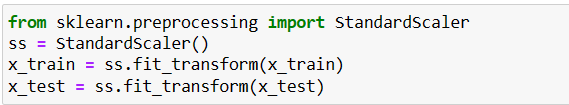 from sklearn.preprocessing import StandardScaler
ss = StandardScaler()
x_train = ss.fit_transform(x_train)
x_test = ss.fit_transform(x_test)